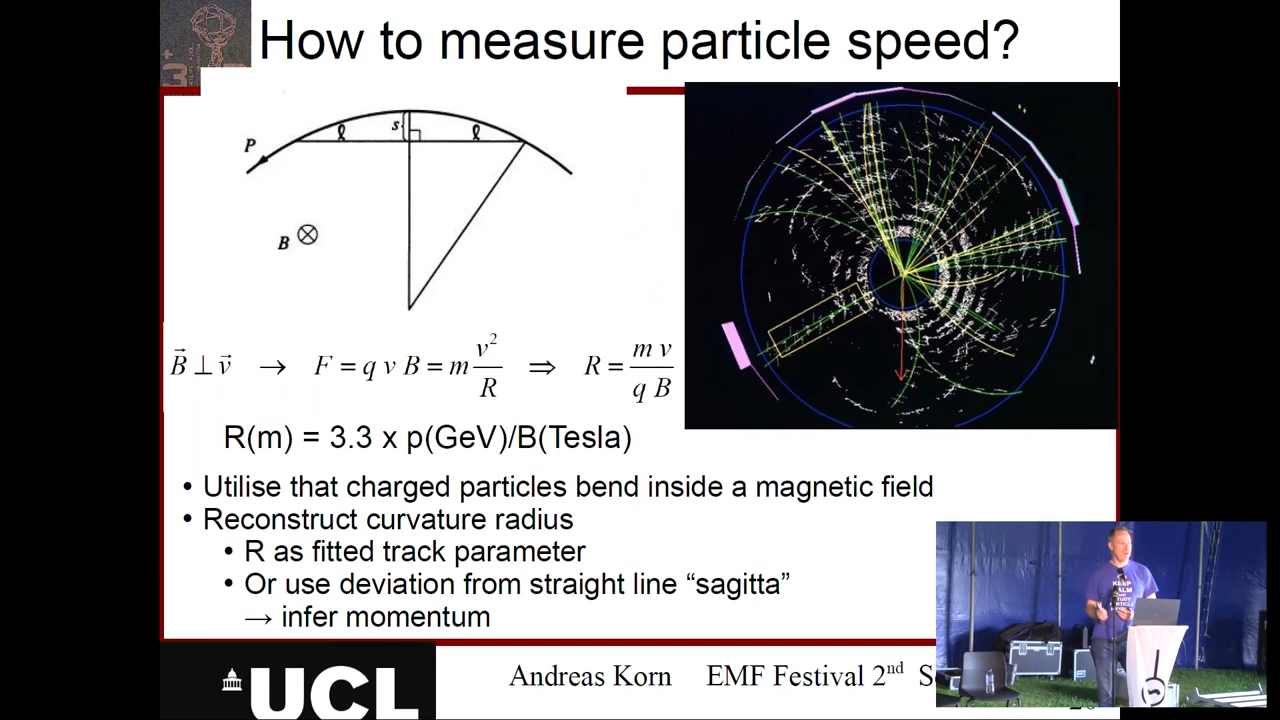 How to measure particle speed?
s
ℓ ℓ
P
B
B ⊥ v → F = q v B = m v² / R ⇒ R = m v / q B
R(m) = 3.3 x p(GeV)/B(Tesla)
• Utilise that charged particles bend inside a magnetic field
• Reconstruct curvature radius
• R as fitted track parameter
• Or use deviation from straight line “sagitta”
→ infer momentum
KEEP
UCL
Andreas Korn EMF Festival 2nd